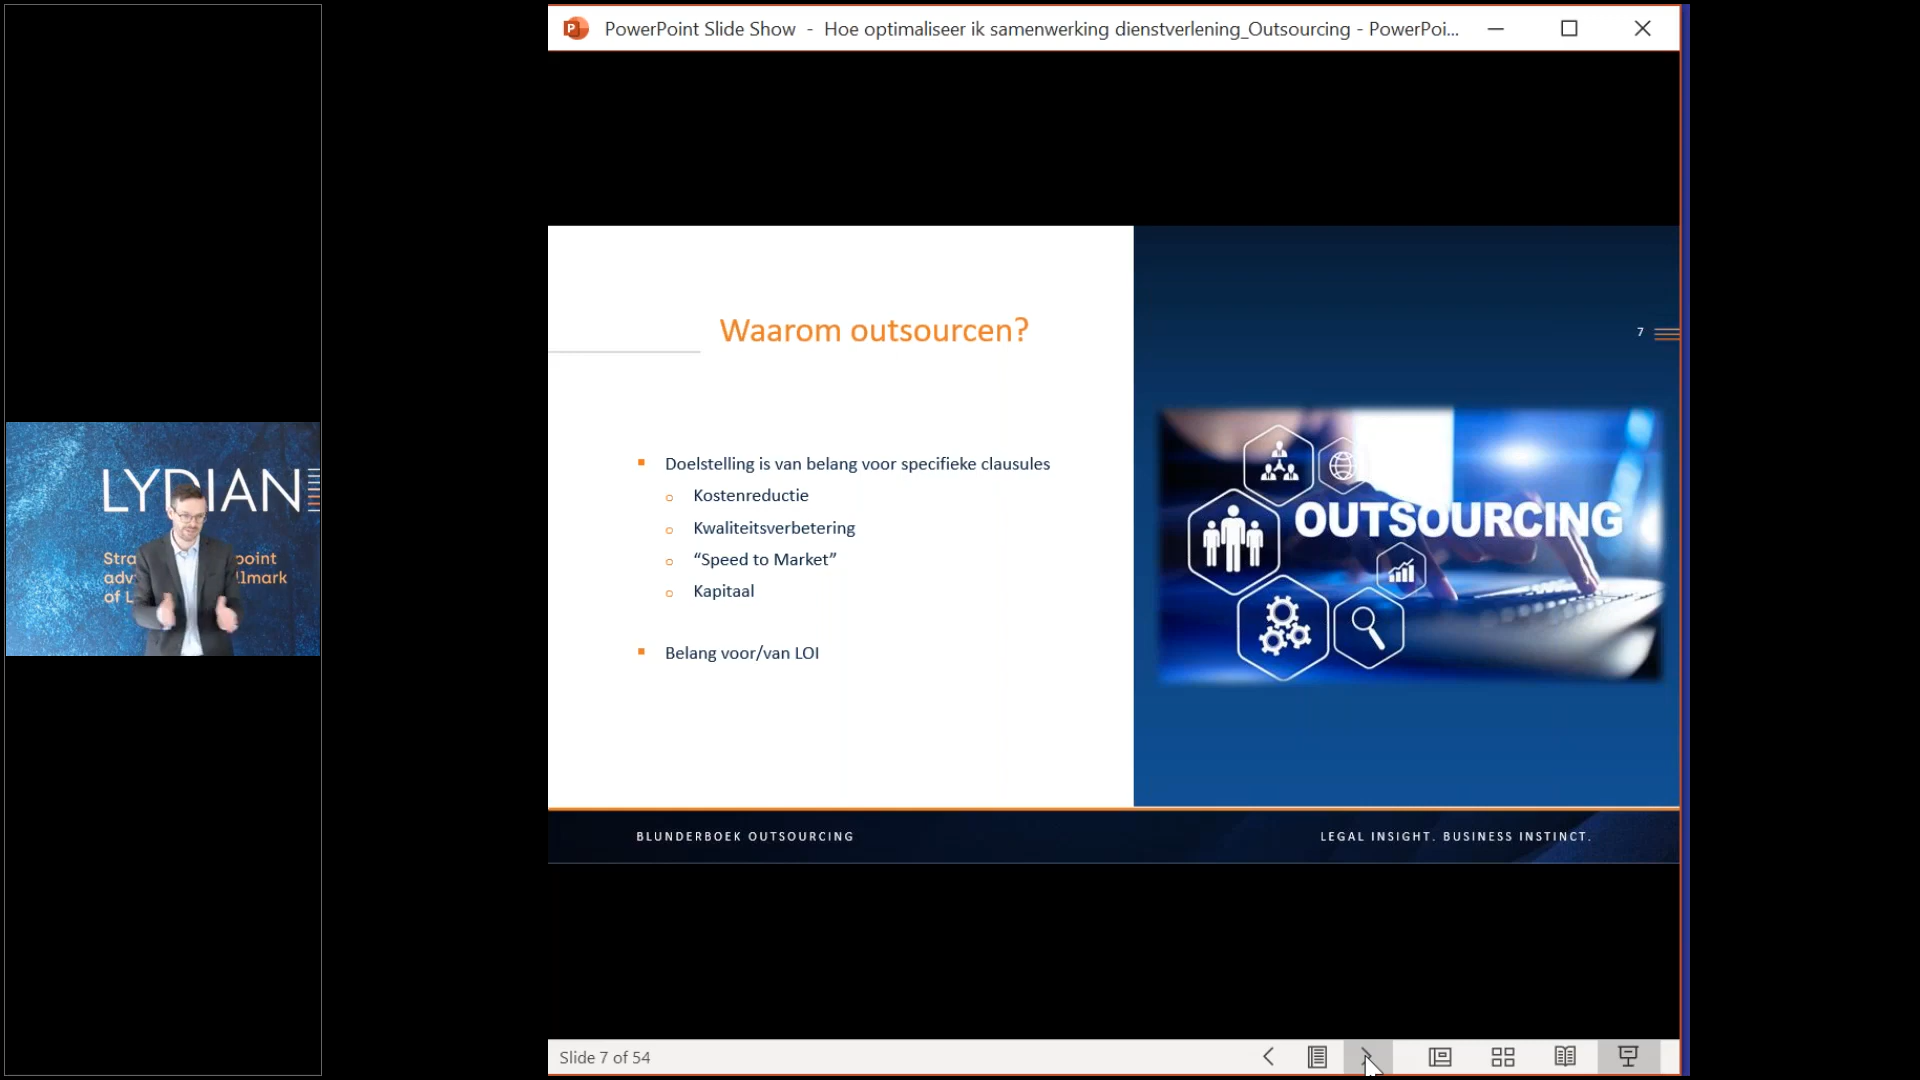 PowerPoint Slide Show - Hoe optimaliseer ik samenwerking dienstverlening_Outsourcing - PowerPoi...
Waarom outsourcen?
7
Doelstelling is van belang voor specifieke clausules
Kostenreductie
Kwaliteitsverbetering
“Speed to Market”
Kapitaal
Belang voor/van LOI
OUTSOURCING
BLUNDERBOEK OUTSOURCING
LEGAL INSIGHT. BUSINESS INSTINCT.
Slide 7 of 54
LYDIAN
of L